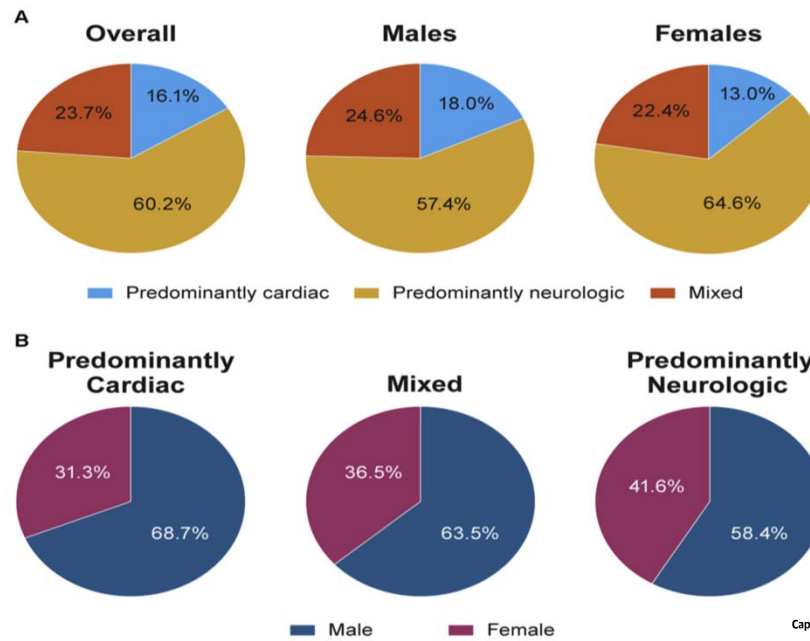 A
Overall Males Females
16.1% 18.0% 13.0%
23.7% 24.6% 22.4%
60.2% 57.4% 64.6%
Predominantly cardiac Predominantly neurologic Mixed
B
Predominantly Cardiac
Mixed
Predominantly Neurologic
31.3% 36.5% 41.6%
68.7% 63.5% 58.4%
Male Female
Cap